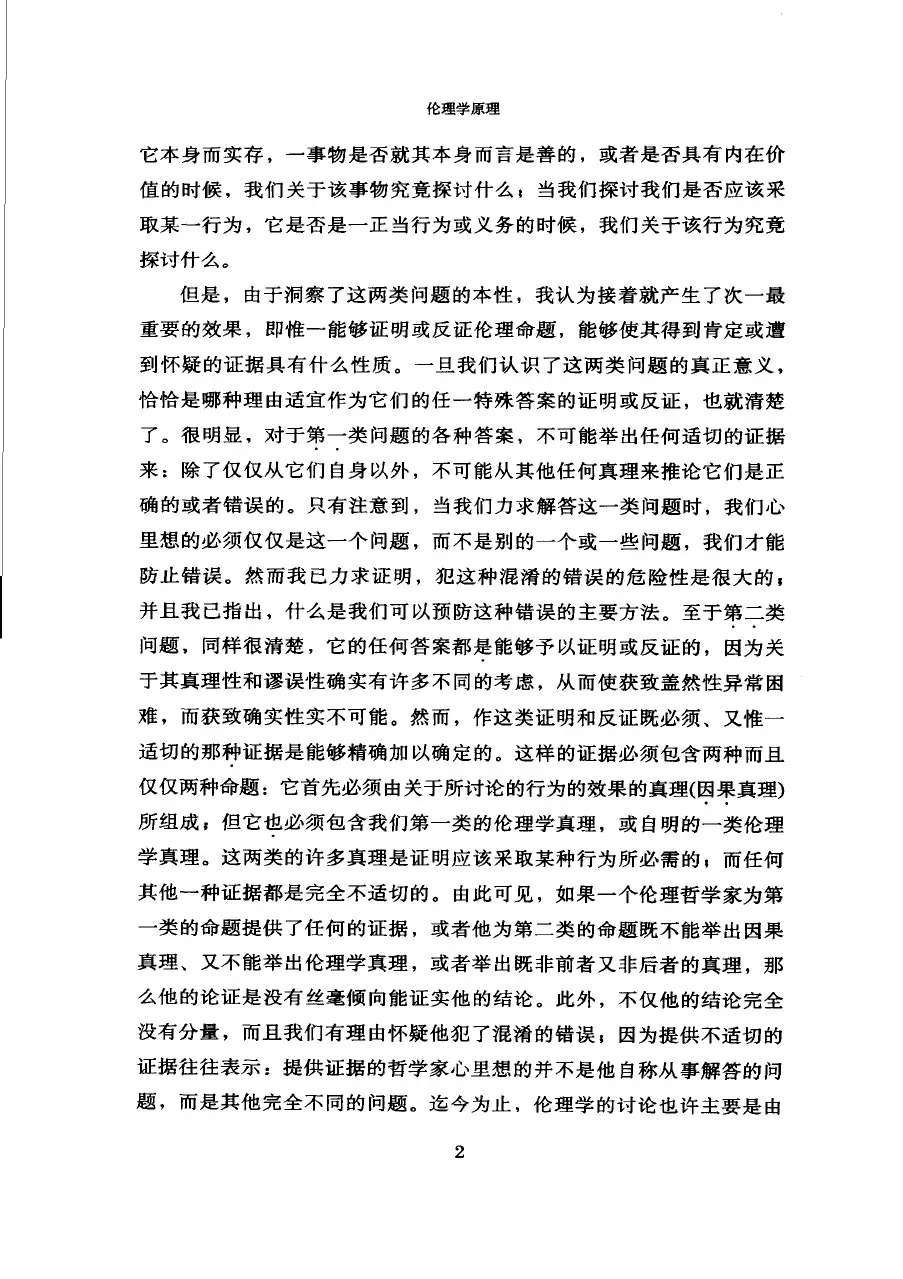 伦理学原理
它本身而实存，一事物是否就其本身而言是善的，或者是否具有内在价
值的时候，我们关于该事物究竟探讨什么；当我们探讨我们是否应该采
取某一行为，它是否是一正当行为或义务的时候，我们关于该行为究竟
探讨什么。
但是，由于洞察了这两类问题的本性，我认为接着就产生了次一最
重要的效果，即惟一能够证明或反证伦理命题，能够使其得到肯定或遭
到怀疑的证据具有什么性质。一旦我们认识了这两类问题的真正意义，
恰恰是哪种理由适宜作为它们的任一特殊答案的证明或反证，也就清楚
了。很明显，对于第一类问题的各种答案，不可能举出任何适切的证据
来：除了仅仅从它们自身以外，不可能从其他任何真理来推论它们是正
确的或者错误的。只有注意到，当我们力求解答这一类问题时，我们心
里想的必须仅仅是这一个问题，而不是别的一个或一些问题，我们才能
防止错误。然而我已力求证明，犯这种混淆的错误的危险性是很大的；
并且我已指出，什么是我们可以预防这种错误的主要方法。至于第二类
问题，同样很清楚，它的任何答案都是能够予以证明或反证的，因为关
于其真理性和谬误性确实有许多不同的考虑，从而使获致盖然性异常困
难，而获致确实性实不可能。然而，作这类证明和反证既必须、又惟一
适切的那种证据是能够精确加以确定的。这样的证据必须包含两种而且
仅仅两种命题：它首先必须由关于所讨论的行为的效果的真理(因果真理)
所组成；但它也必须包含我们第一类的伦理学真理，或自明的一类伦理
学真理。这两类的许多真理是证明应该采取某种行为所必需的；而任何
其他一种证据都是完全不适切的。由此可见，如果一个伦理哲学家为第
一类的命题提供了任何的证据，或者他为第二类的命题既不能举出因果
真理、又不能举出伦理学真理，或者举出既非前者又非后者的真理，那
么他的论证是没有丝毫倾向能证实他的结论。此外，不仅他的结论完全
没有分量，而且我们有理由怀疑他犯了混淆的错误；因为提供不适切的
证据往往表示：提供证据的哲学家心里想的并不是他自称从事解答的问
题，而是其他完全不同的问题。迄今为止，伦理学的讨论也许主要是由
2